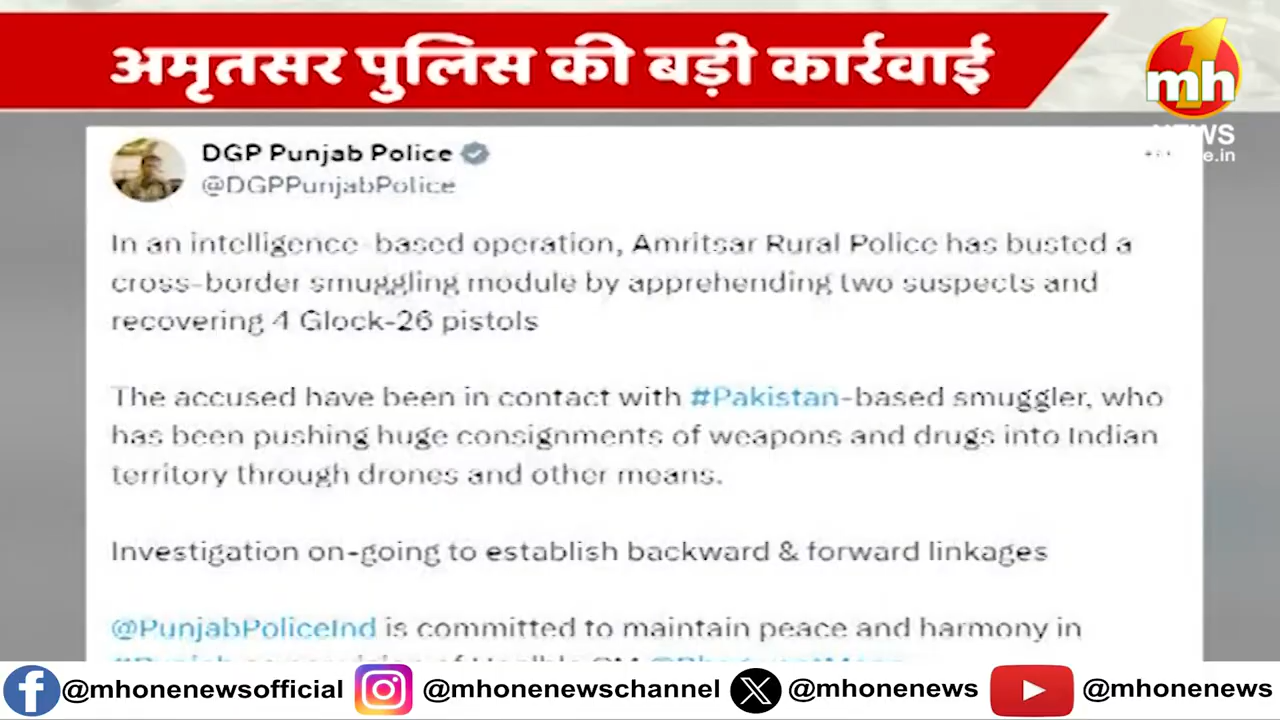 अमृतसर पुलिस की बड़ी कार्रवाई
mh1
NEWS
e.in
DGP Punjab Police
@DGPPunjabPolice
In an intelligence-based operation, Amritsar Rural Police has busted a
cross-border smuggling module by apprehending two suspects and
recovering 4 Glock-26 pistols
The accused have been in contact with #Pakistan-based smuggler, who
has been pushing huge consignments of weapons and drugs into Indian
territory through drones and other means.
Investigation on-going to establish backward & forward linkages
@PunjabPoliceInd is committed to maintain peace and harmony in
@mhonenewsofficial @mhonenewschannel @mhonenews @mhonenews